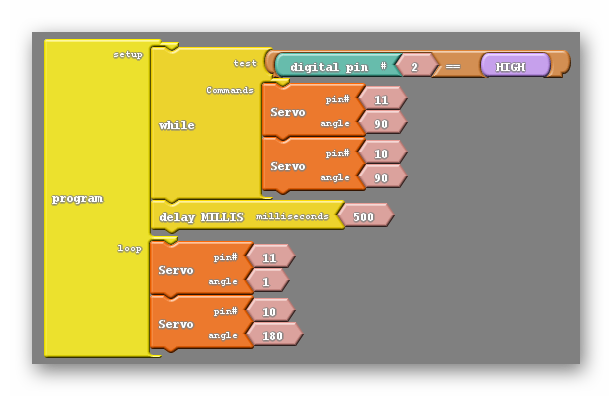 setup
test digital pin # 2 == HIGH
Commands
Servo pin# 11
angle 90
while
Servo pin# 10
angle 90
program
delay MILLIS milliseconds 500
loop
Servo pin# 11
angle 1
Servo pin# 10
angle 180